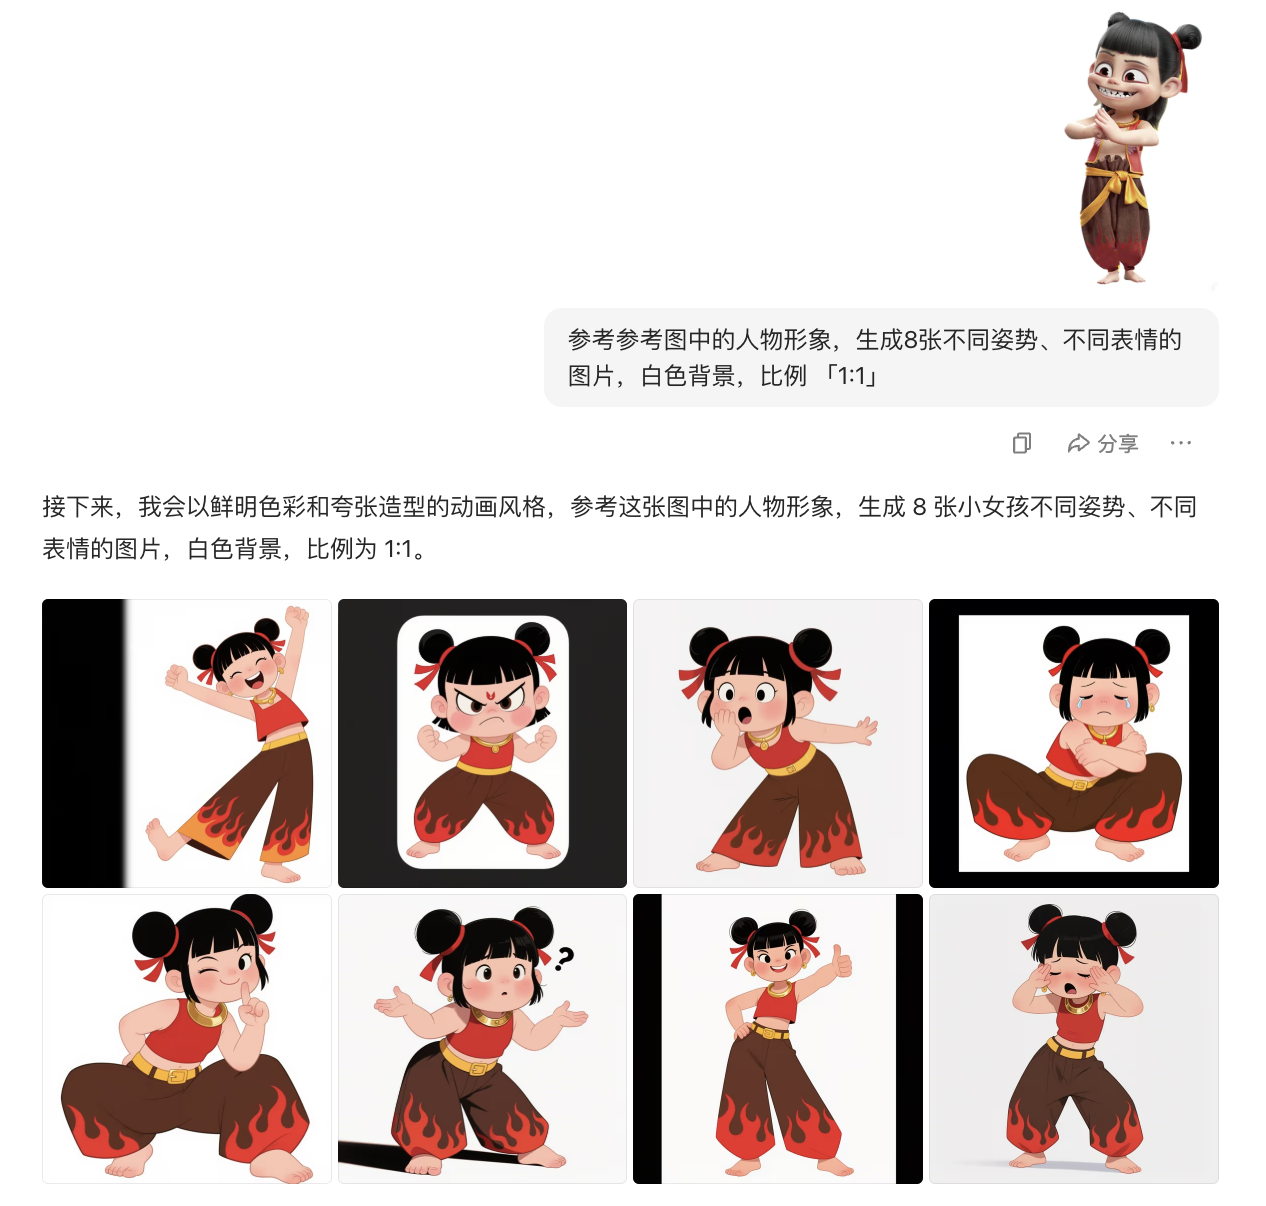 参考参考图中的人物形象，生成8张不同姿势、不同表情的
图片，白色背景，比例 「1:1」
分享
接下来，我会以鲜明色彩和夸张造型的动画风格，参考这张图中的人物形象，生成 8 张小女孩不同姿势、不同
表情的图片，白色背景，比例为 1:1。
?